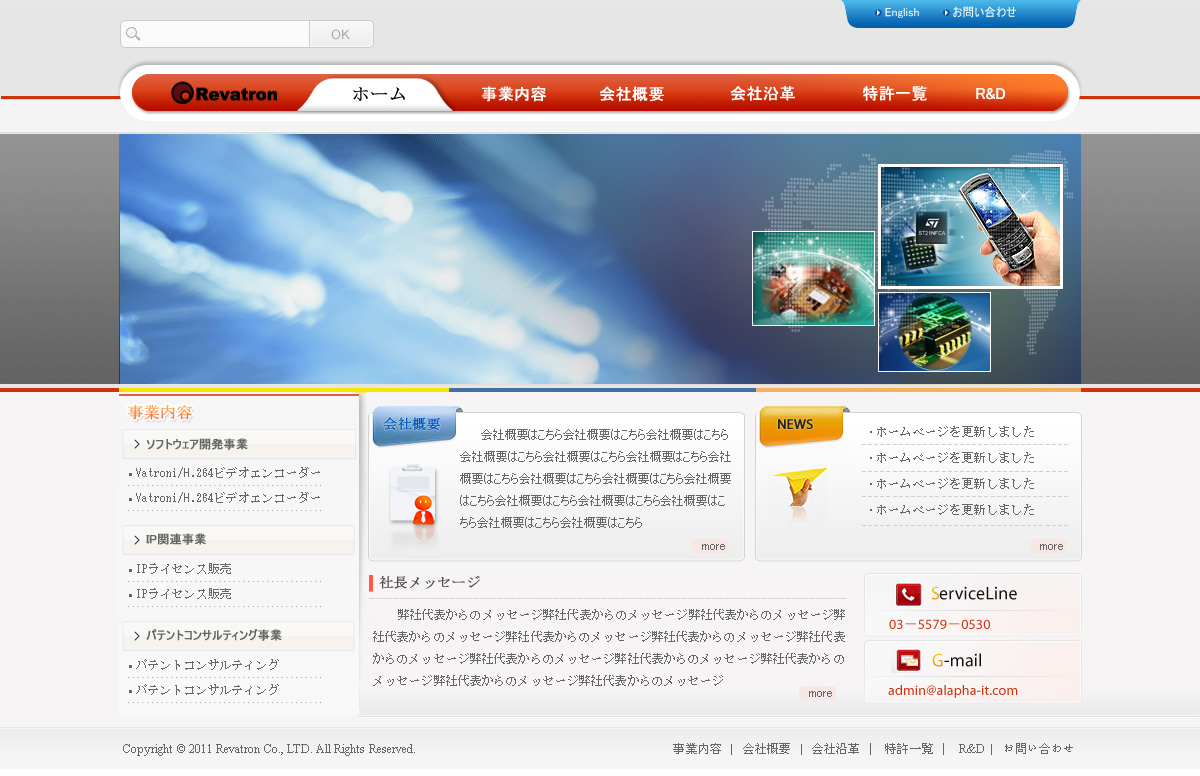 English お問い合わせ
OK
Revatron ホーム 事業内容 会社概要 会社沿革 特許一覧 R&D
ST21NFCA
事業内容
ソフトウェア開発事業
Vatroni/H.264ビデオエンコーダー
Vatroni/H.264ビデオエンコーダー
IP関連事業
IPライセンス販売
IPライセンス販売
パテントコンサルティング事業
パテントコンサルティング
パテントコンサルティング
会社概要
会社概要はこちら会社概要はこちら会社概要はこちら
会社概要はこちら会社概要はこちら会社概要はこちら会社
概要はこちら会社概要はこちら会社概要はこちら会社概要
はこちら会社概要はこちら会社概要はこちら会社概要はこ
ちら会社概要はこちら会社概要はこちら
more
NEWS
・ホームページを更新しました
・ホームページを更新しました
・ホームページを更新しました
・ホームページを更新しました
more
社長メッセージ
弊社代表からのメッセージ弊社代表からのメッセージ弊社代表からのメッセージ弊
社代表からのメッセージ弊社代表からのメッセージ弊社代表からのメッセージ弊社代表
からのメッセージ弊社代表からのメッセージ弊社代表からのメッセージ弊社代表からの
メッセージ弊社代表からのメッセージ弊社代表からのメッセージ
more
ServiceLine
03－5579－0530
G-mail
admin@alapha-it.com
Copyright © 2011 Revatron Co., LTD. All Rights Reserved.
事業内容 | 会社概要 | 会社沿革 | 特許一覧 | R&D | お問い合わせ